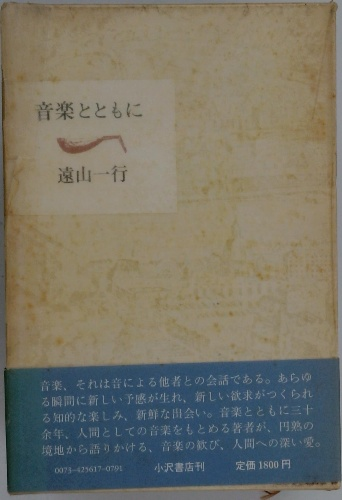 音楽とともに
遠山一行
音楽、それは音による他者との会話である。あらゆ
る瞬間に新しい予感が生れ、新しい欲求がつくられ
る知的な楽しみ、新鮮な出会い。音楽とともに三十
余年、人間としての音楽をもとめる著者が、円熟の
境地から語りかける、音楽の歓び、人間への深い愛。
0073-425617-0791
小沢書店刊
定価1800円